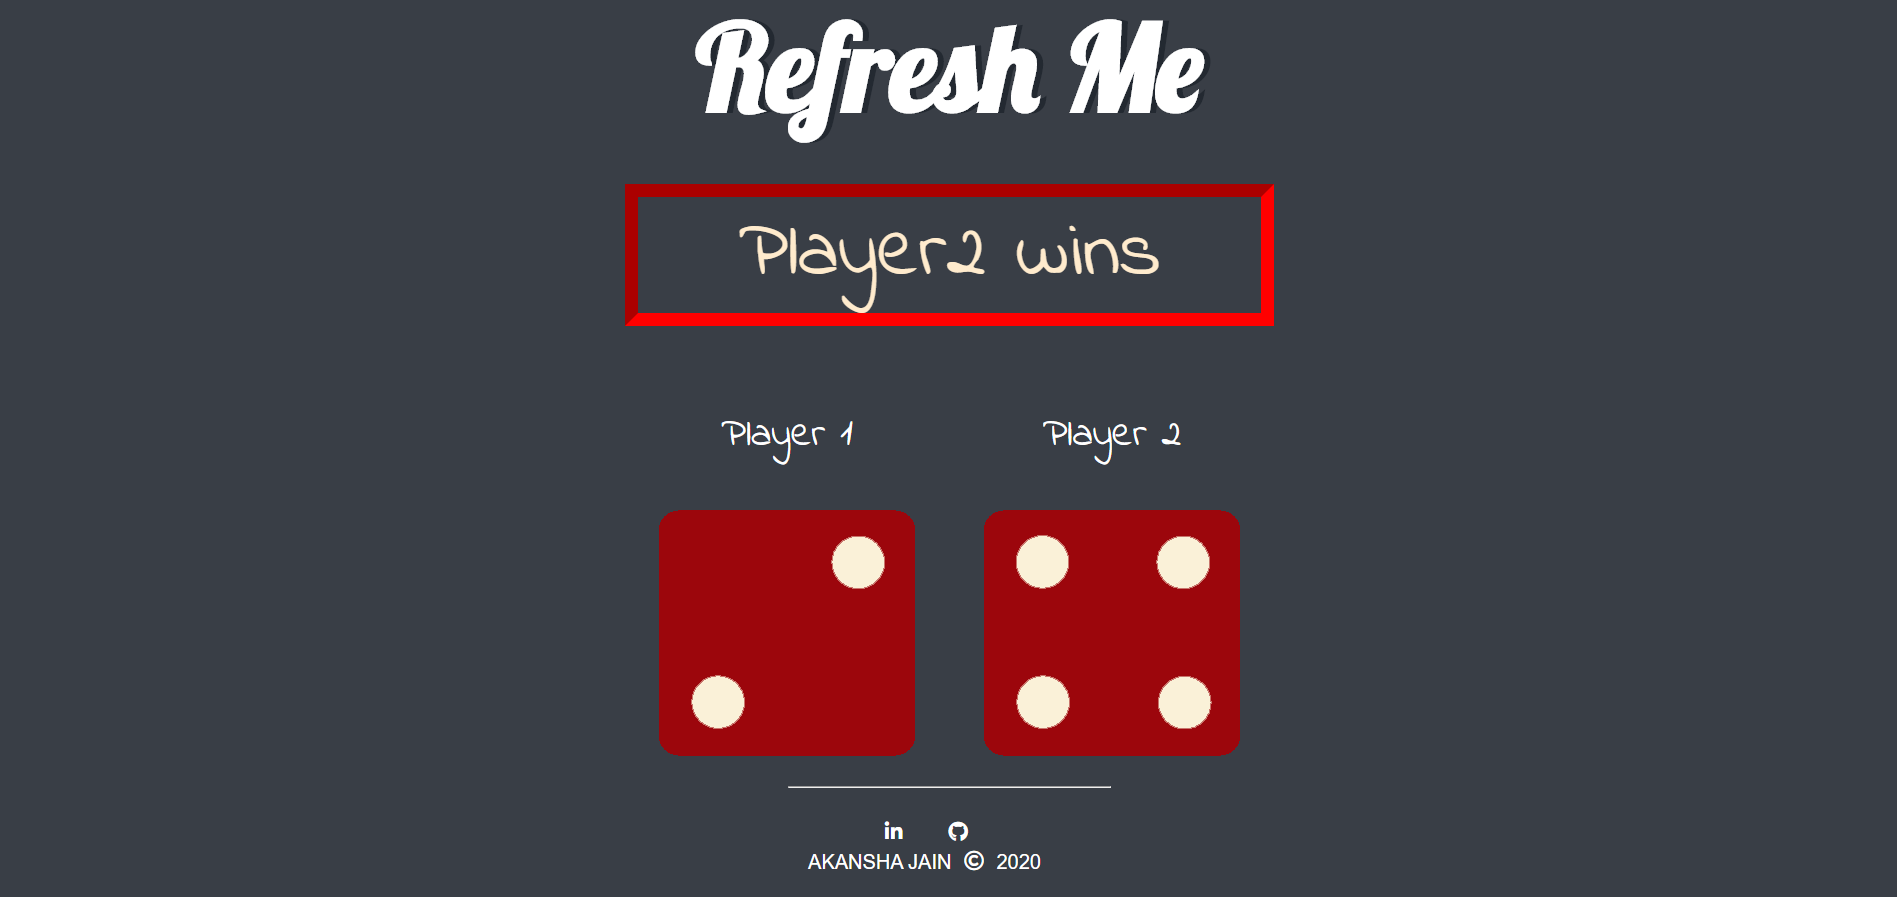 Refresh Me
Player2 wins
Player 1
Player 2
in
AKANSHA JAIN © 2020